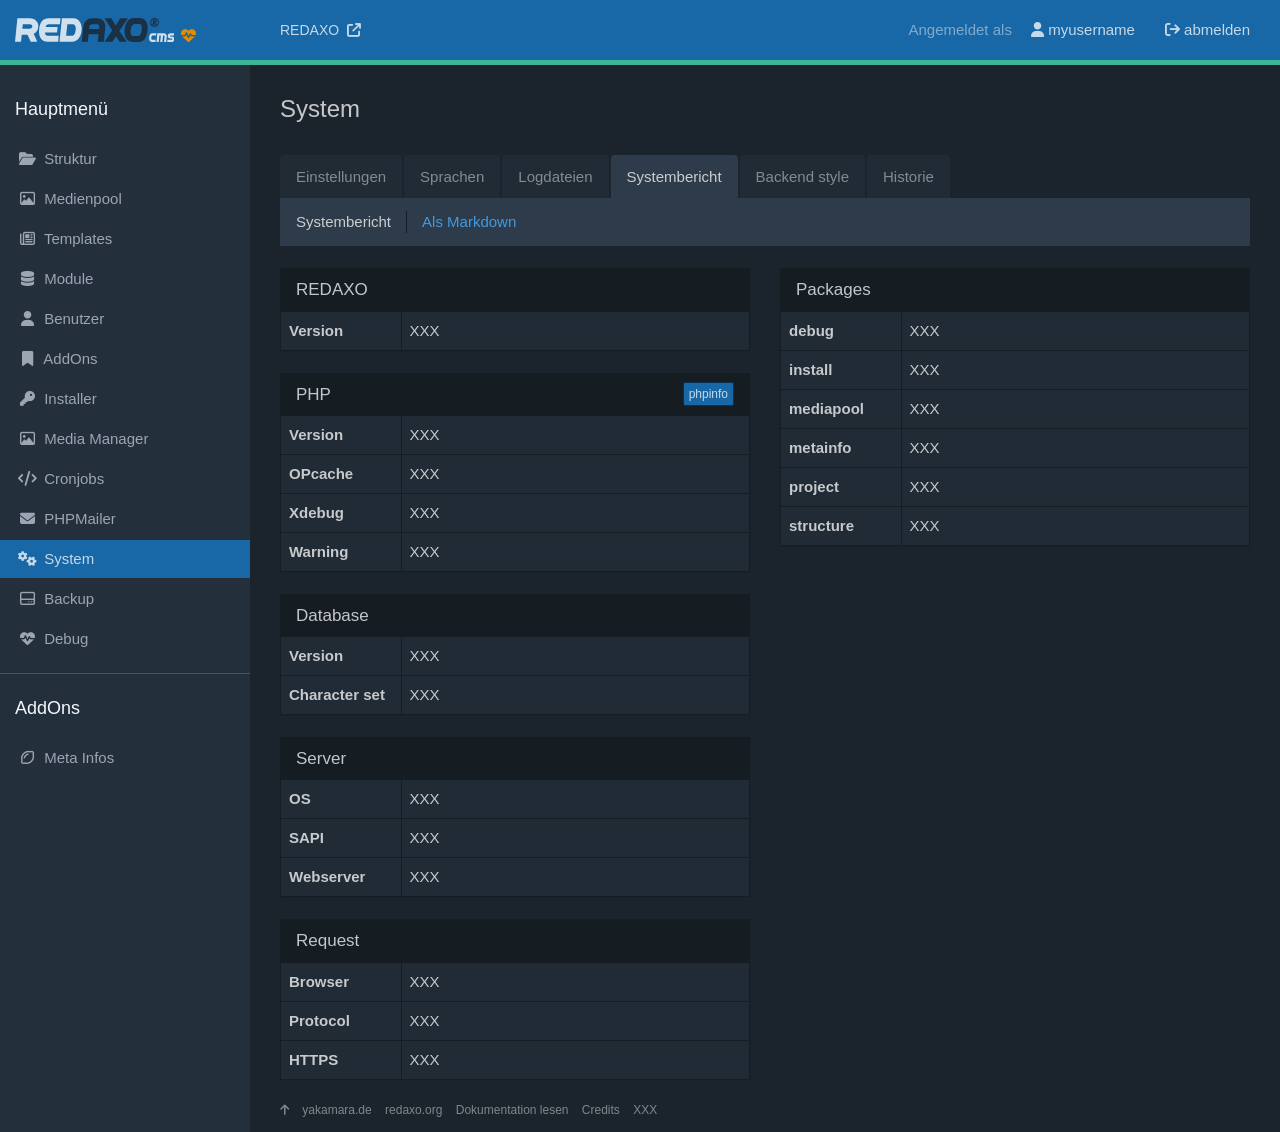 REDAXO® cms
REDAXO
Angemeldet als myusername abmelden
Hauptmenü
Struktur
Medienpool
Templates
Module
Benutzer
AddOns
Installer
Media Manager
Cronjobs
PHPMailer
System
Backup
Debug
AddOns
Meta Infos
System
Einstellungen Sprachen Logdateien Systembericht Backend style Historie
Systembericht Als Markdown
REDAXO
Version XXX
PHP phpinfo
Version XXX
OPcache XXX
Xdebug XXX
Warning XXX
Database
Version XXX
Character set XXX
Server
OS XXX
SAPI XXX
Webserver XXX
Request
Browser XXX
Protocol XXX
HTTPS XXX
Packages
debug XXX
install XXX
mediapool XXX
metainfo XXX
project XXX
structure XXX
yakamara.de redaxo.org Dokumentation lesen Credits XXX